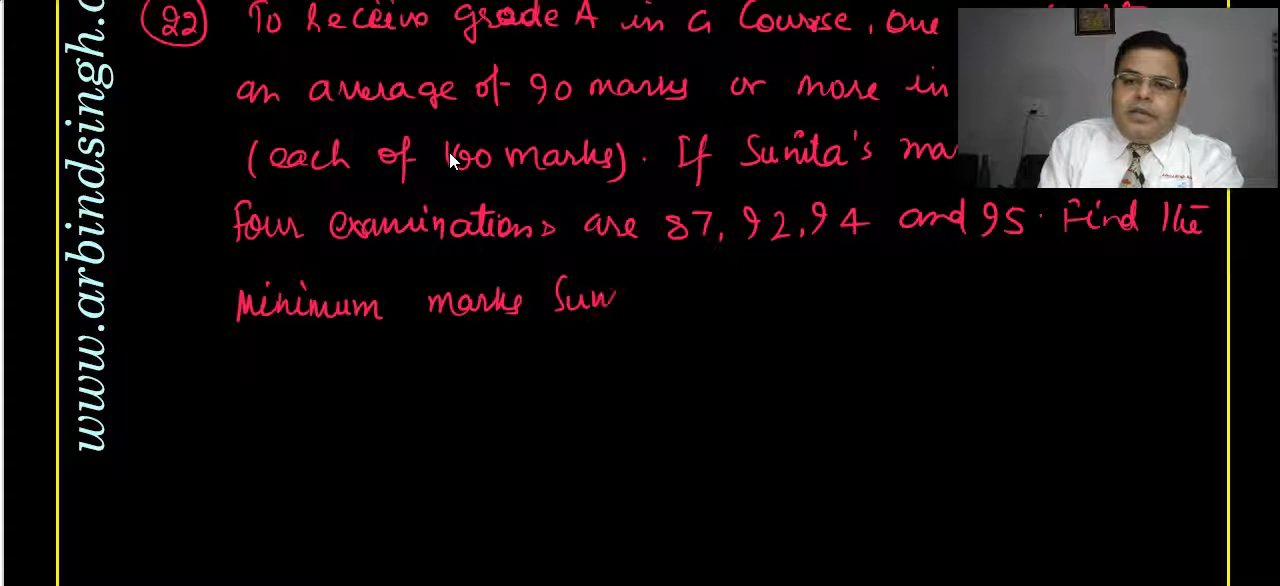 www.arbindsingh.c
(22) To Receive grade A in a Course, One
an average of 90 marks or more in
(each of 100 marks). If Sunita's ma
four examinations are 87, 92, 94 and 95. Find the
Minimum marks Sun